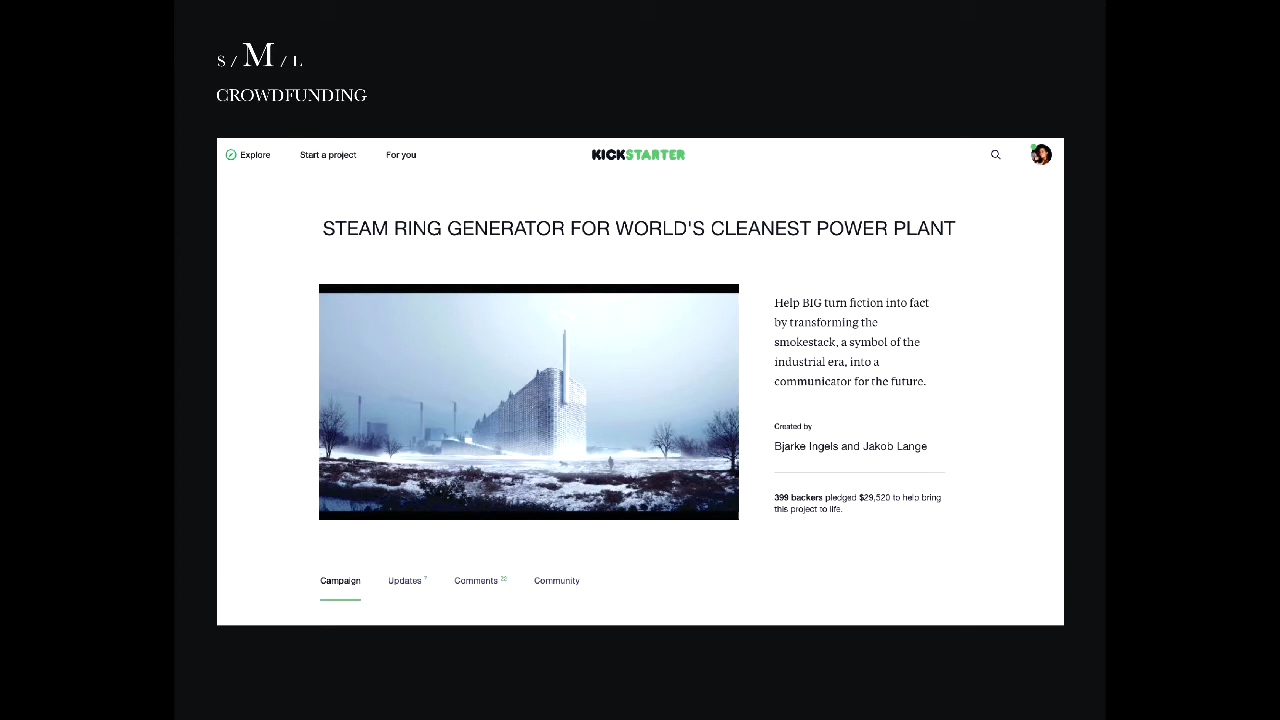 S / M / L
CROWDFUNDING
Explore Start a project For you KICKSTARTER
STEAM RING GENERATOR FOR WORLD'S CLEANEST POWER PLANT
Help BIG turn fiction into fact
by transforming the
smokestack, a symbol of the
industrial era, into a
communicator for the future.
Created by
Bjarke Ingels and Jakob Lange
399 backers pledged $29,520 to help bring
this project to life.
Campaign Updates 7 Comments 22 Community